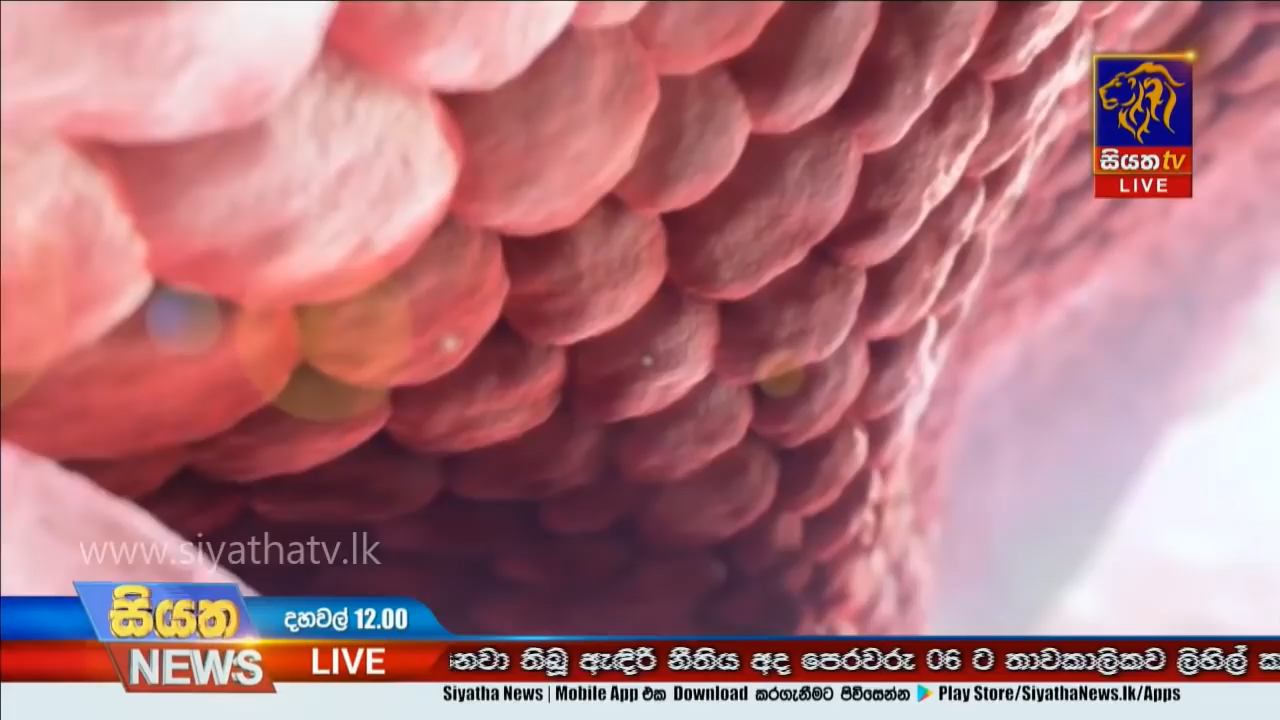 සියත tv
LIVE
www.siyathatv.lk
සියත
NEWS
දහවල් 12.00
LIVE
තිබූ ඇඳිරි නීතිය අද පෙරවරු 06 ට තාවකාලිකව ලිහිල්
Siyatha News | Mobile App එක Download කරගැනීමට පිවිසෙන්න Play Store/SiyathaNews.lk/Apps